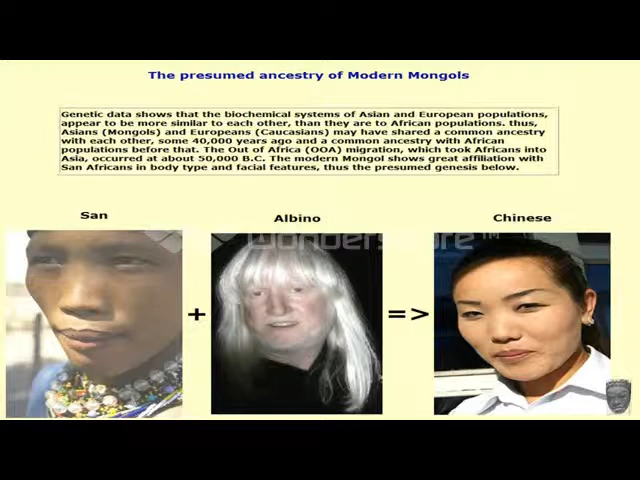 The presumed ancestry of Modern Mongols
Genetic data shows that the biochemical systems of Asian and European populations,
appear to be more similar to each other, than they are to African populations. thus,
Asians (Mongols) and Europeans (Caucasians) may have shared a common ancestry
with each other, some 40,000 years ago and a common ancestry with African
populations before that. The Out of Africa (OOA) migration, which took Africans into
Asia, occurred at about 50,000 B.C. The modern Mongol shows great affiliation with
San Africans in body type and facial features, thus the presumed genesis below.
San
Albino
Chinese
Wondershare™
+ =>